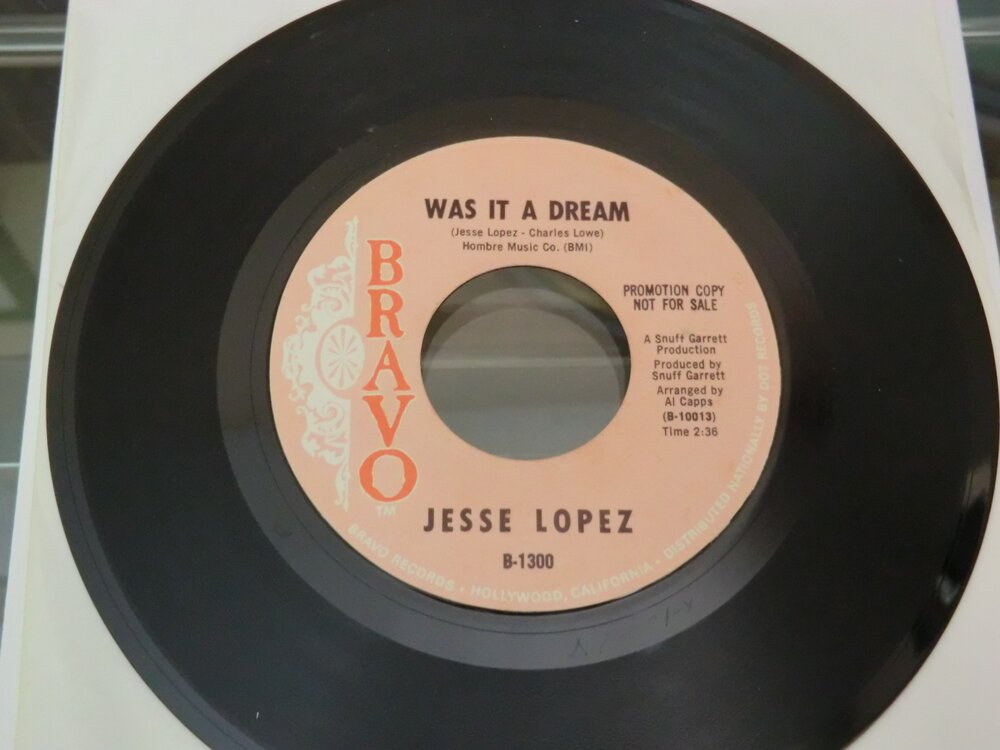 WAS IT A DREAM
(Jesse Lopez - Charles Lowe)
Hombre Music Co. (BMI)
BRAVO
TM
PROMOTION COPY
NOT FOR SALE
A Snuff Garrett
Production
Produced by
Snuff Garrett
Arranged by
Al Capps
(B-10013)
Time 2:36
JESSE LOPEZ
B-1300
BRAVO RECORDS • HOLLYWOOD, CALIFORNIA - DISTRIBUTED NATIONALLY BY DOT RECORDS